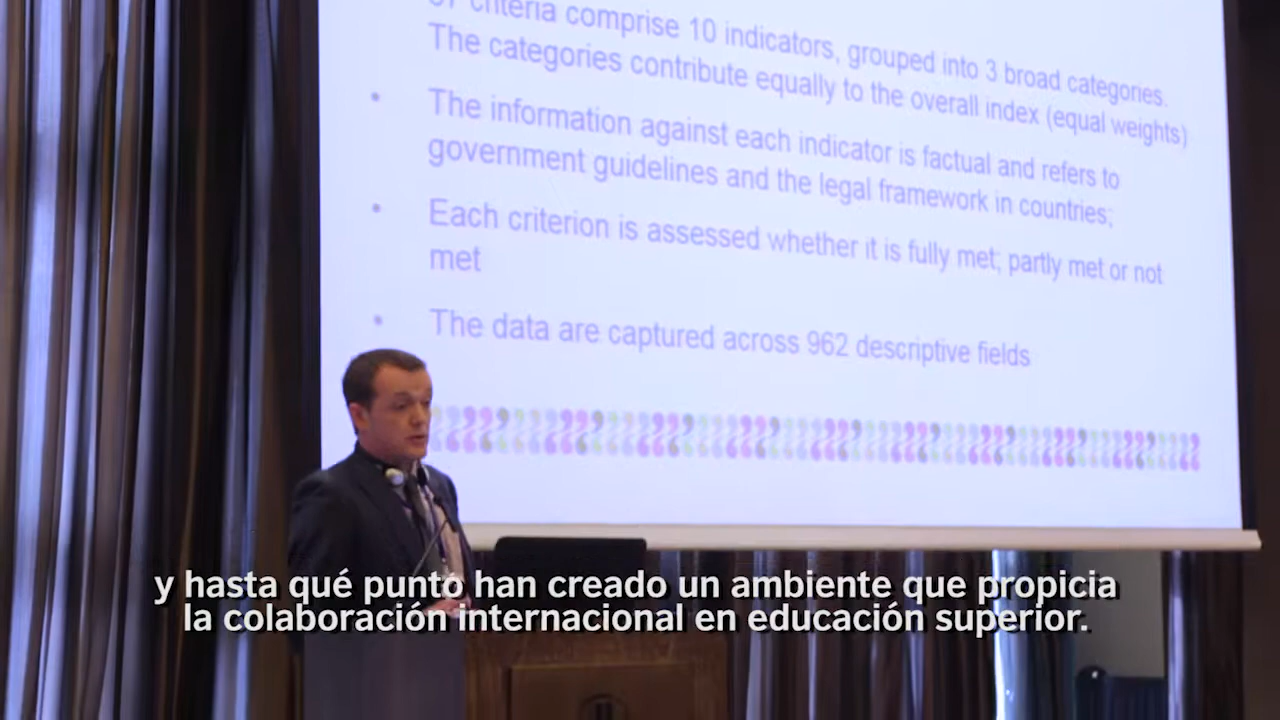 37 criteria comprise 10 indicators, grouped into 3 broad categories.
The categories contribute equally to the overall index (equal weights)
• The information against each indicator is factual and refers to
government guidelines and the legal framework in countries;
• Each criterion is assessed whether it is fully met; partly met or not
met
• The data are captured across 962 descriptive fields
y hasta qué punto han creado un ambiente que propicia
la colaboración internacional en educación superior.